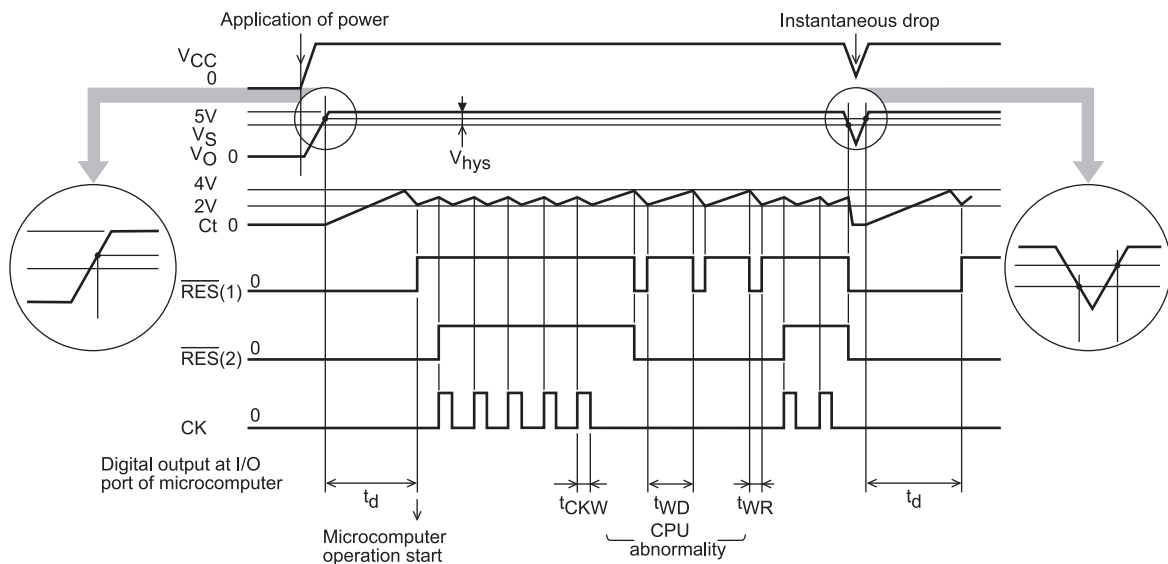 Application of power
Instantaneous drop
VCC
0
5V
VS
VO 0
Vhys
4V
2V
Ct 0
RES(1) 0
RES(2) 0
CK 0
Digital output at I/O
port of microcomputer
td
tCKW
tWD
tWR
td
Microcomputer
operation start
CPU
abnormality